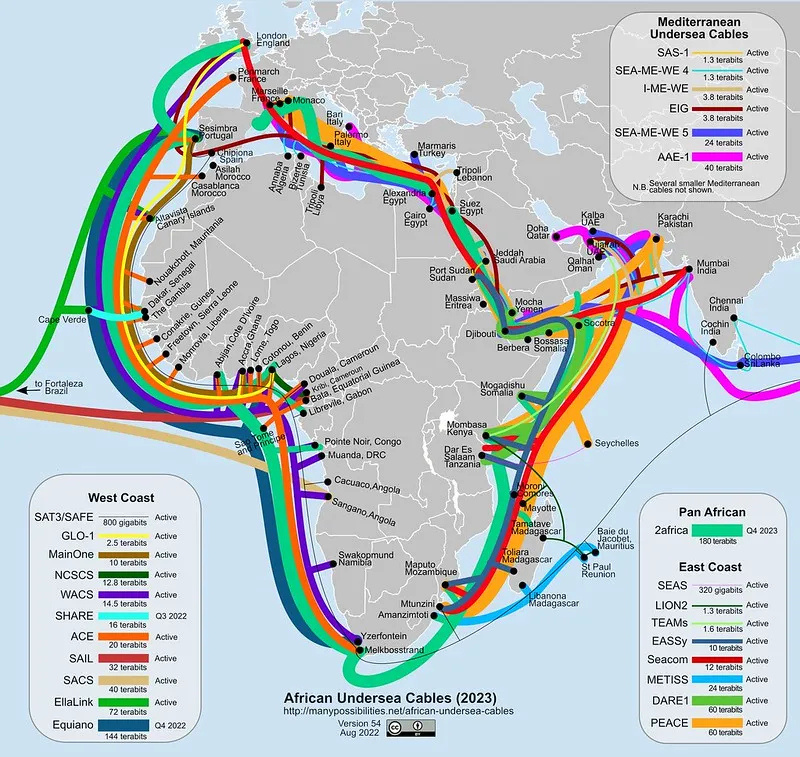 Mediterranean
Undersea Cables
SAS-1 Active
1.3 terabits
SEA-ME-WE 4 Active
1.3 terabits
I-ME-WE Active
3.8 terabits
EIG Active
3.8 terabits
SEA-ME-WE 5 Active
24 terabits
AAE-1 Active
40 terabits
N.B. Several smaller Mediterranean
cables not shown.
London
England
Penmarch
France
Marseille
France
Monaco
Bari
Italy
Palermo
Italy
Sesimbra
Portugal
Chipiona
Spain
Asilah
Morocco
Casablanca
Morocco
Annaba
Algeria
Bizerte
Tunisia
Tripoli
Libya
Marmaris
Turkey
Tripoli
Lebanon
Alexandria
Egypt
Cairo
Egypt
Suez
Egypt
Altavista
Canary Islands
Doha
Qatar
Kalba
UAE
Fujairah
UAE
Qalhat
Oman
Karachi
Pakistan
Mumbai
India
Jeddah
Saudi Arabia
Port Sudan
Sudan
Massiwa
Eritrea
Mocha
Yemen
Djibouti
Berbera
Bossasa
Somalia
Socotra
Chennai
India
Cochin
India
Colombo
Sri Lanka
Nouakchott, Mauritania
Dakar, Senegal
The Gambia
Cape Verde
Conakrie, Guinea
Freetown, Sierra Leone
Monrovia, Liberia
Abijan, Cote D'Ivoire
Accra, Ghana
Lome, Togo
Cotonou, Benin
Lagos, Nigeria
Douala, Cameroun
Kribi, Cameroun
Bata, Equatorial Guinea
Libreville, Gabon
to Fortaleza
Brazil
Sao Tome
and Principe
Pointe Noir, Congo
Muanda, DRC
Cacuaco, Angola
Sangano, Angola
Swakopmund
Namibia
Mogadishu
Somalia
Mombasa
Kenya
Dar Es
Salaam
Tanzania
Seychelles
Moroni
Comores
Mayotte
Tamatave
Madagascar
Baie du
Jacobet,
Mauritius
St Paul
Reunion
Toliara
Madagascar
Libanona
Madagascar
Maputo
Mozambique
Mtunzini
Amanzimtoti
Yzerfontein
Melkbosstrand
West Coast
SAT3/SAFE Active
800 gigabits
GLO-1 Active
2.5 terabits
MainOne Active
10 terabits
NCSCS Active
12.8 terabits
WACS Active
14.5 terabits
SHARE Q3 2022
16 terabits
ACE Active
20 terabits
SAIL Active
32 terabits
SACS Active
40 terabits
EllaLink Active
72 terabits
Equiano Q4 2022
144 terabits
Pan African
2africa Q4 2023
180 terabits
East Coast
SEAS Active
320 gigabits
LION2 Active
1.3 terabits
TEAMs Active
1.6 terabits
EASSy Active
10 terabits
Seacom Active
12 terabits
METISS Active
24 terabits
DARE1 Active
60 terabits
PEACE Active
60 terabits
African Undersea Cables (2023)
http://manypossibilities.net/african-undersea-cables
Version 54
Aug 2022
cc
BY